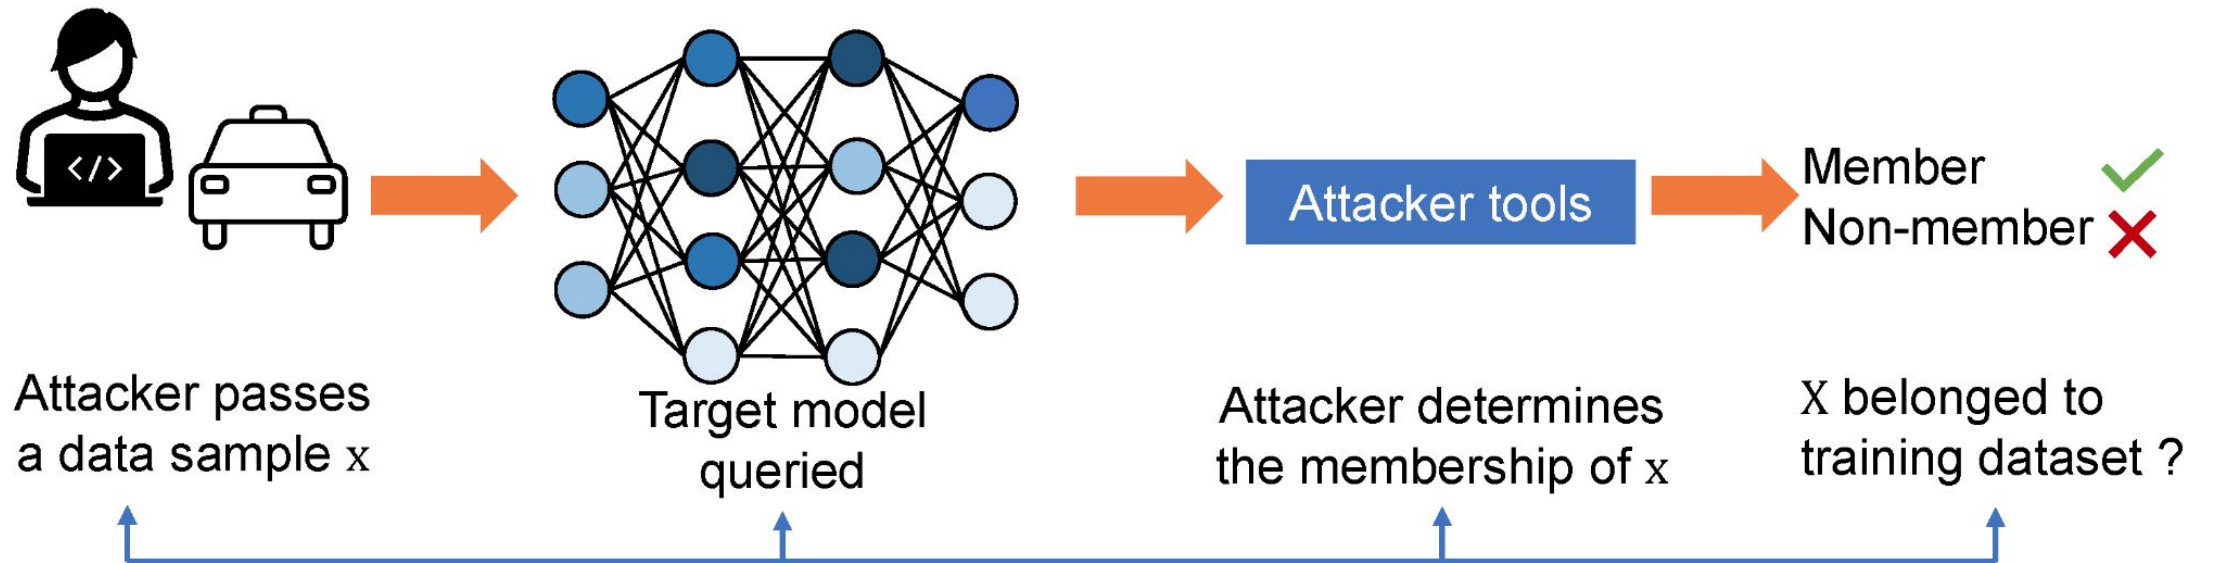 </>
Attacker tools
Member
Non-member
Attacker passes
a data sample x
Target model
queried
Attacker determines
the membership of x
X belonged to
training dataset ?